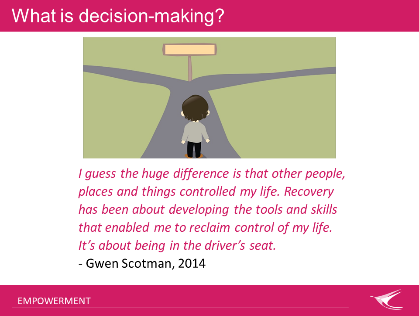 What is decision-making?
I guess the huge difference is that other people,
places and things controlled my life. Recovery
has been about developing the tools and skills
that enabled me to reclaim control of my life.
It's about being in the driver's seat.
- Gwen Scotman, 2014
EMPOWERMENT